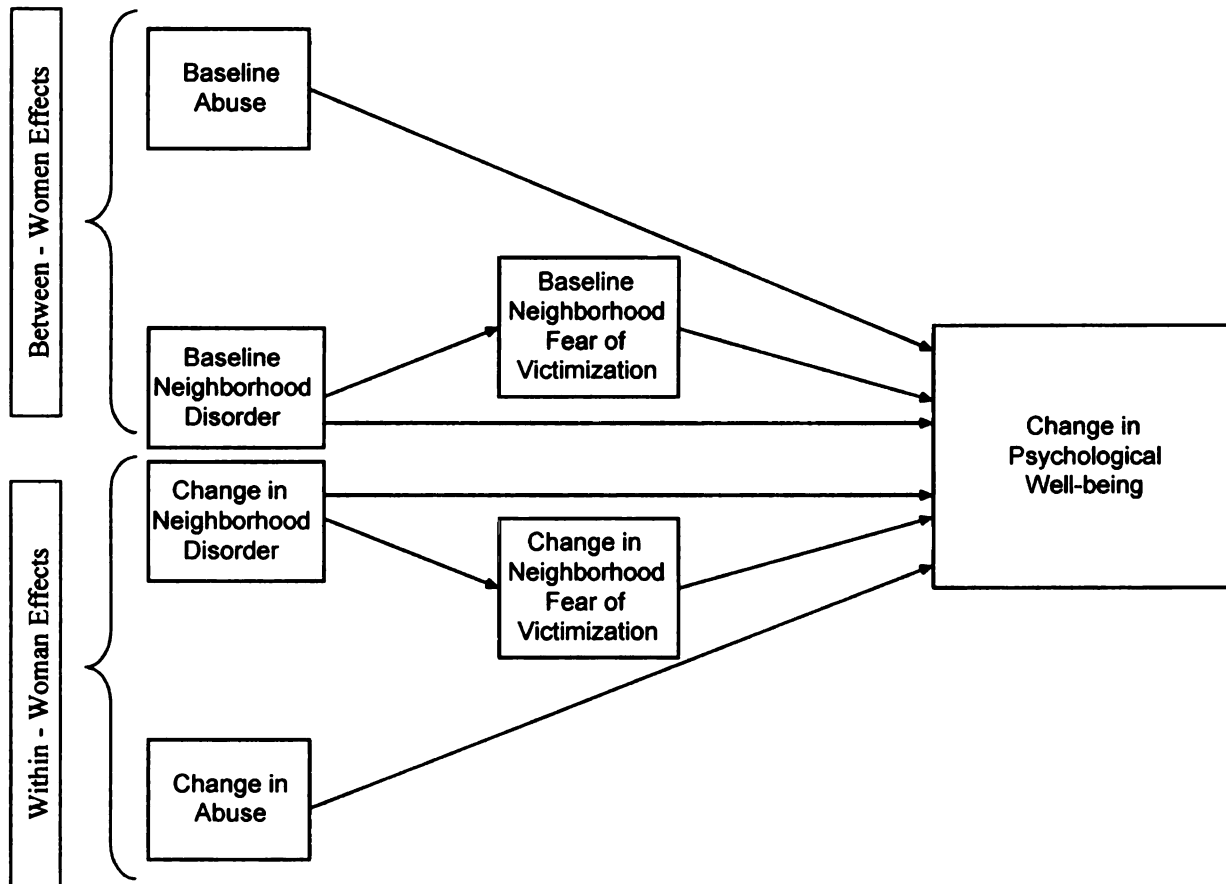 Between - Women Effects
Baseline
Abuse
Baseline
Neighborhood
Fear of
Victimization
Baseline
Neighborhood
Disorder
Change in
Psychological
Well-being
Within - Woman Effects
Change in
Neighborhood
Disorder
Change in
Neighborhood
Fear of
Victimization
Change in
Abuse